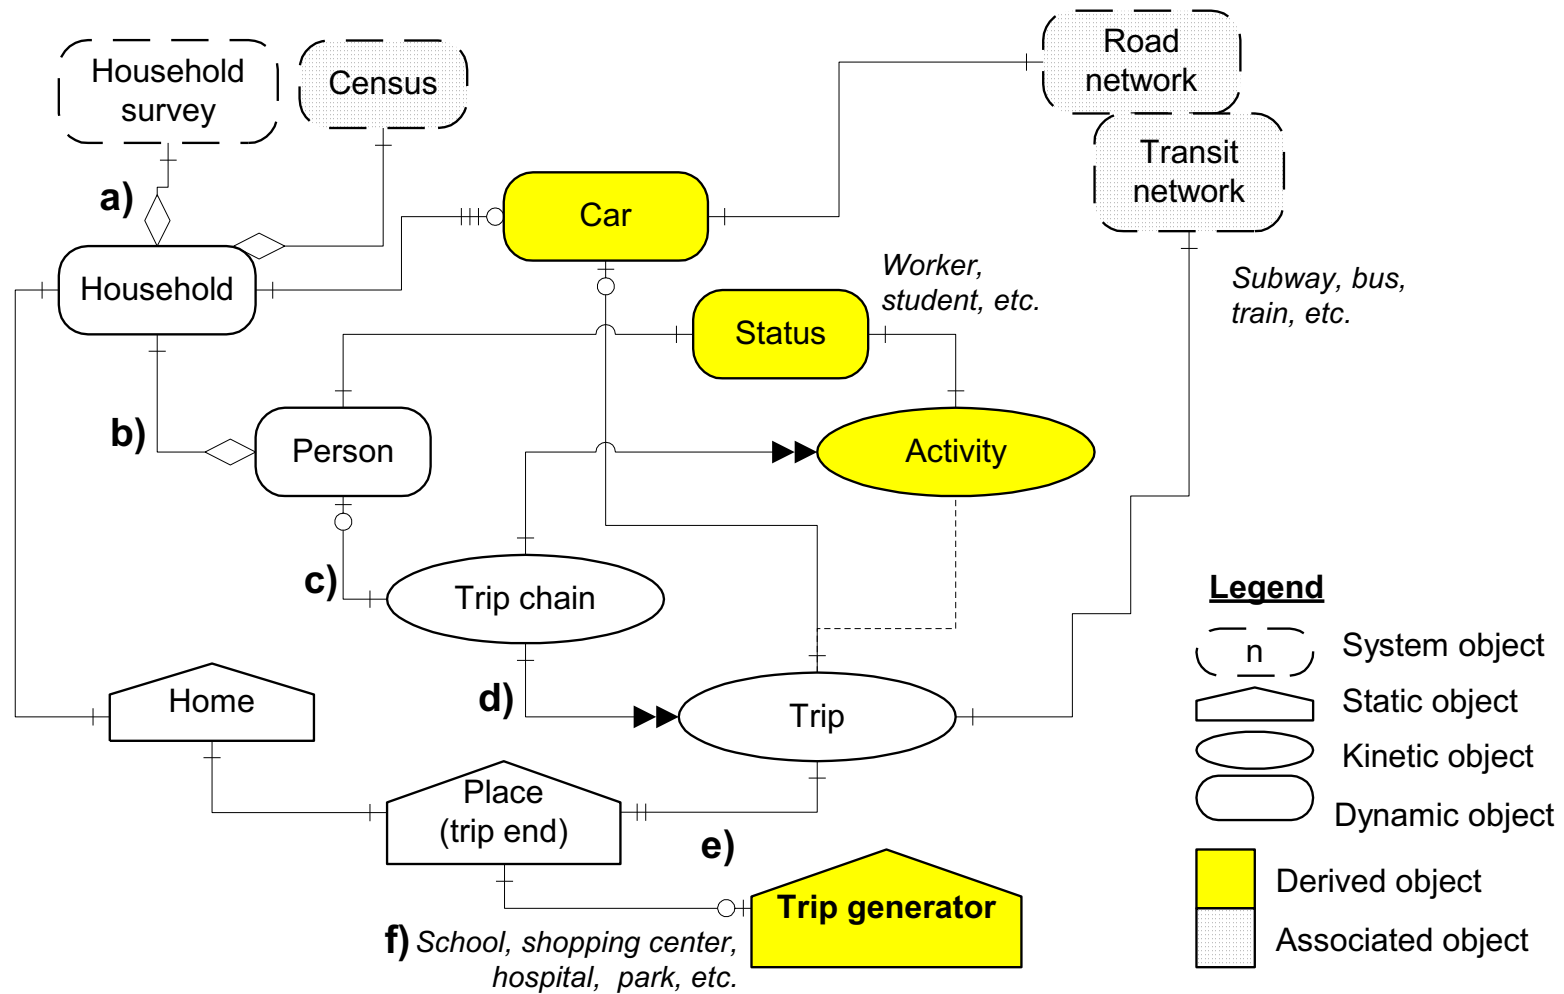 Household
survey
Census
Road
network
Transit
network
a)
Car
Worker,
student, etc.
Subway, bus,
train, etc.
Household
Status
b)
Person
Activity
c)
Trip chain
Legend
n
System object
d)
Home
Trip
Static object
Kinetic object
Place
(trip end)
Dynamic object
e)
Derived object
Trip generator
f) School, shopping center,
hospital, park, etc.
Associated object